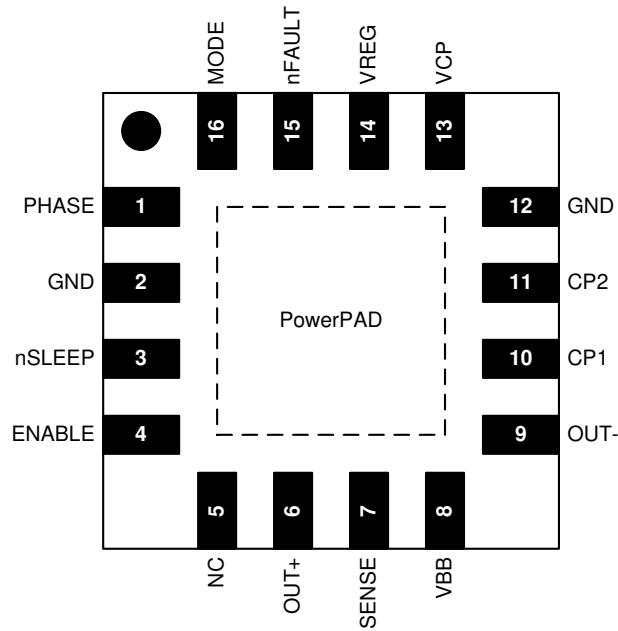 MODE
nFAULT
VREG
VCP
16
15
14
13
PHASE 1
12 GND
GND 2
11 CP2
nSLEEP 3
10 CP1
ENABLE 4
9 OUT-
PowerPAD
5
6
7
8
NC
OUT+
SENSE
VBB